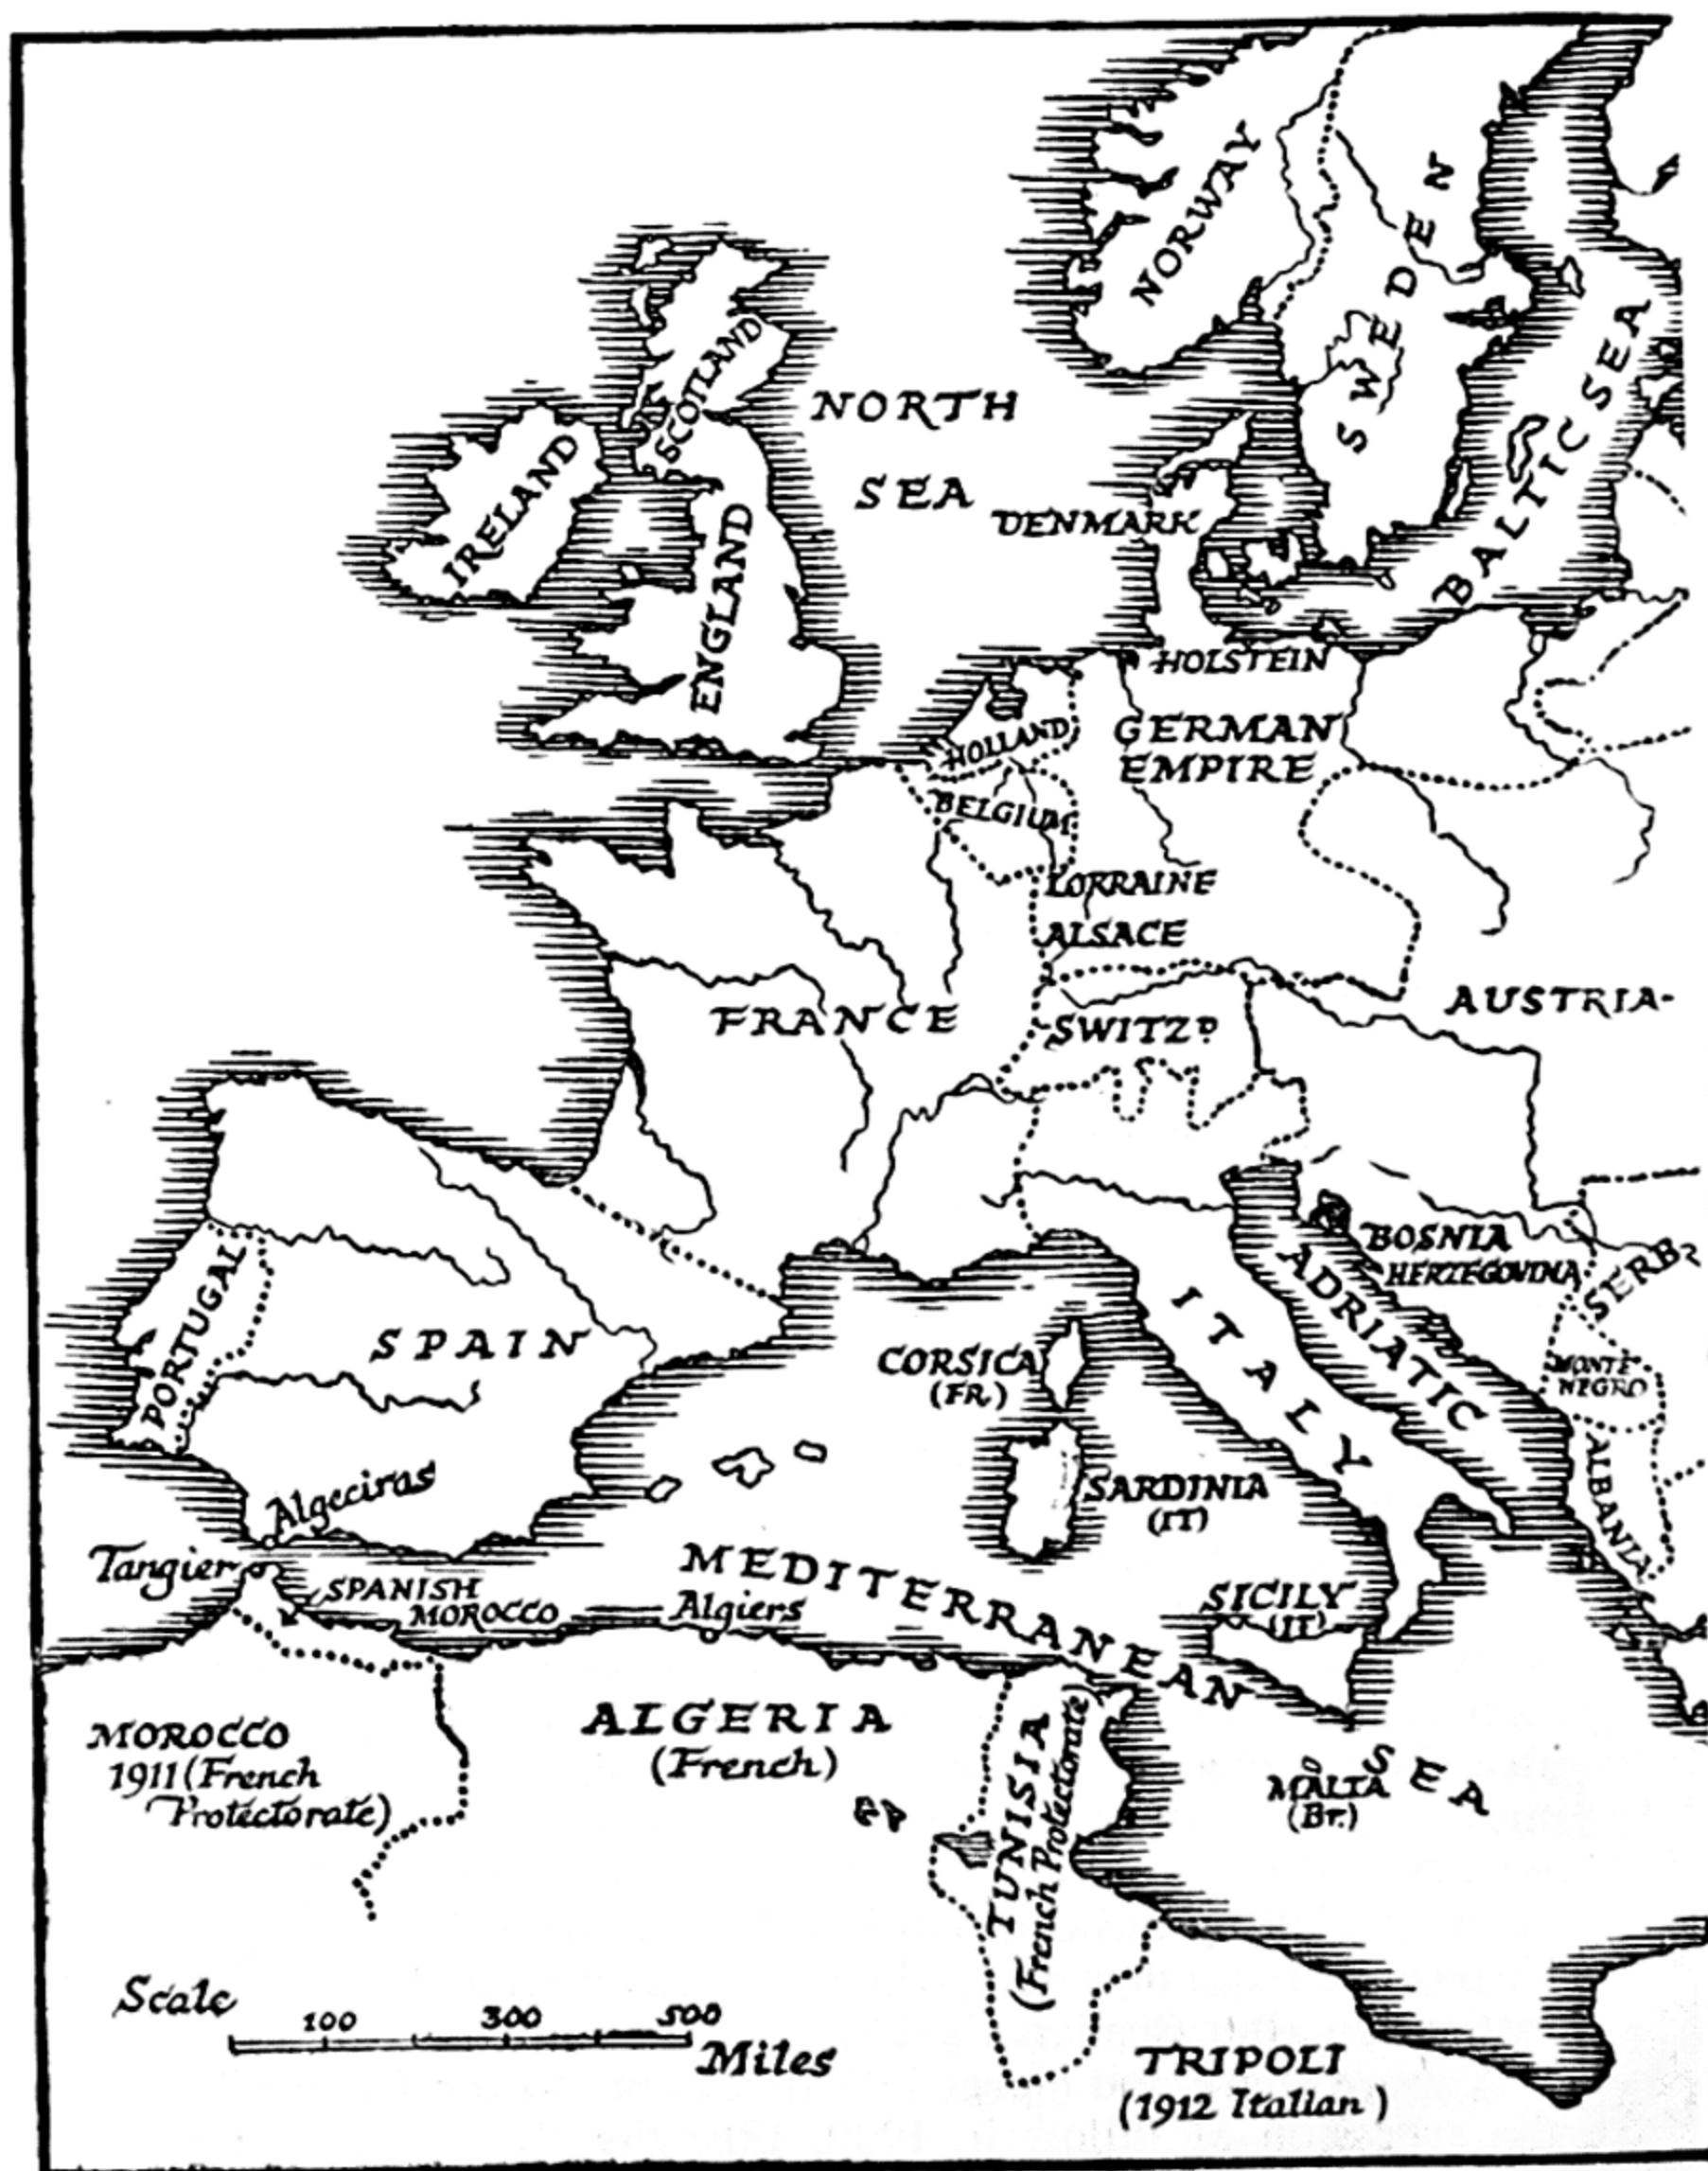 NORWAY
SWEDEN
SCOTLAND
NORTH
SEA
IRELAND
ENGLAND
DENMARK
BALTIC SEA
HOLSTEIN
HOLLAND
GERMAN
EMPIRE
BELGIUM
LORRAINE
ALSACE
FRANCE
SWITZD
AUSTRIA-
BOSNIA
HERZEGOVINA
SERB
ADRIATIC
PORTUGAL
SPAIN
ITALY
CORSICA
(FR.)
MONTE
NEGRO
ALBANIA
SARDINIA
(IT)
Algeciras
Tangier
SPANISH
MOROCCO
Algiers
MEDITERRANEAN
SEA
SICILY
(IT)
MOROCCO
1911 (French
Protectorate)
ALGERIA
(French)
TUNISIA
(French Protectorate)
MALTA
(Br.)
Scale
100 300 500
Miles
TRIPOLI
(1912 Italian)